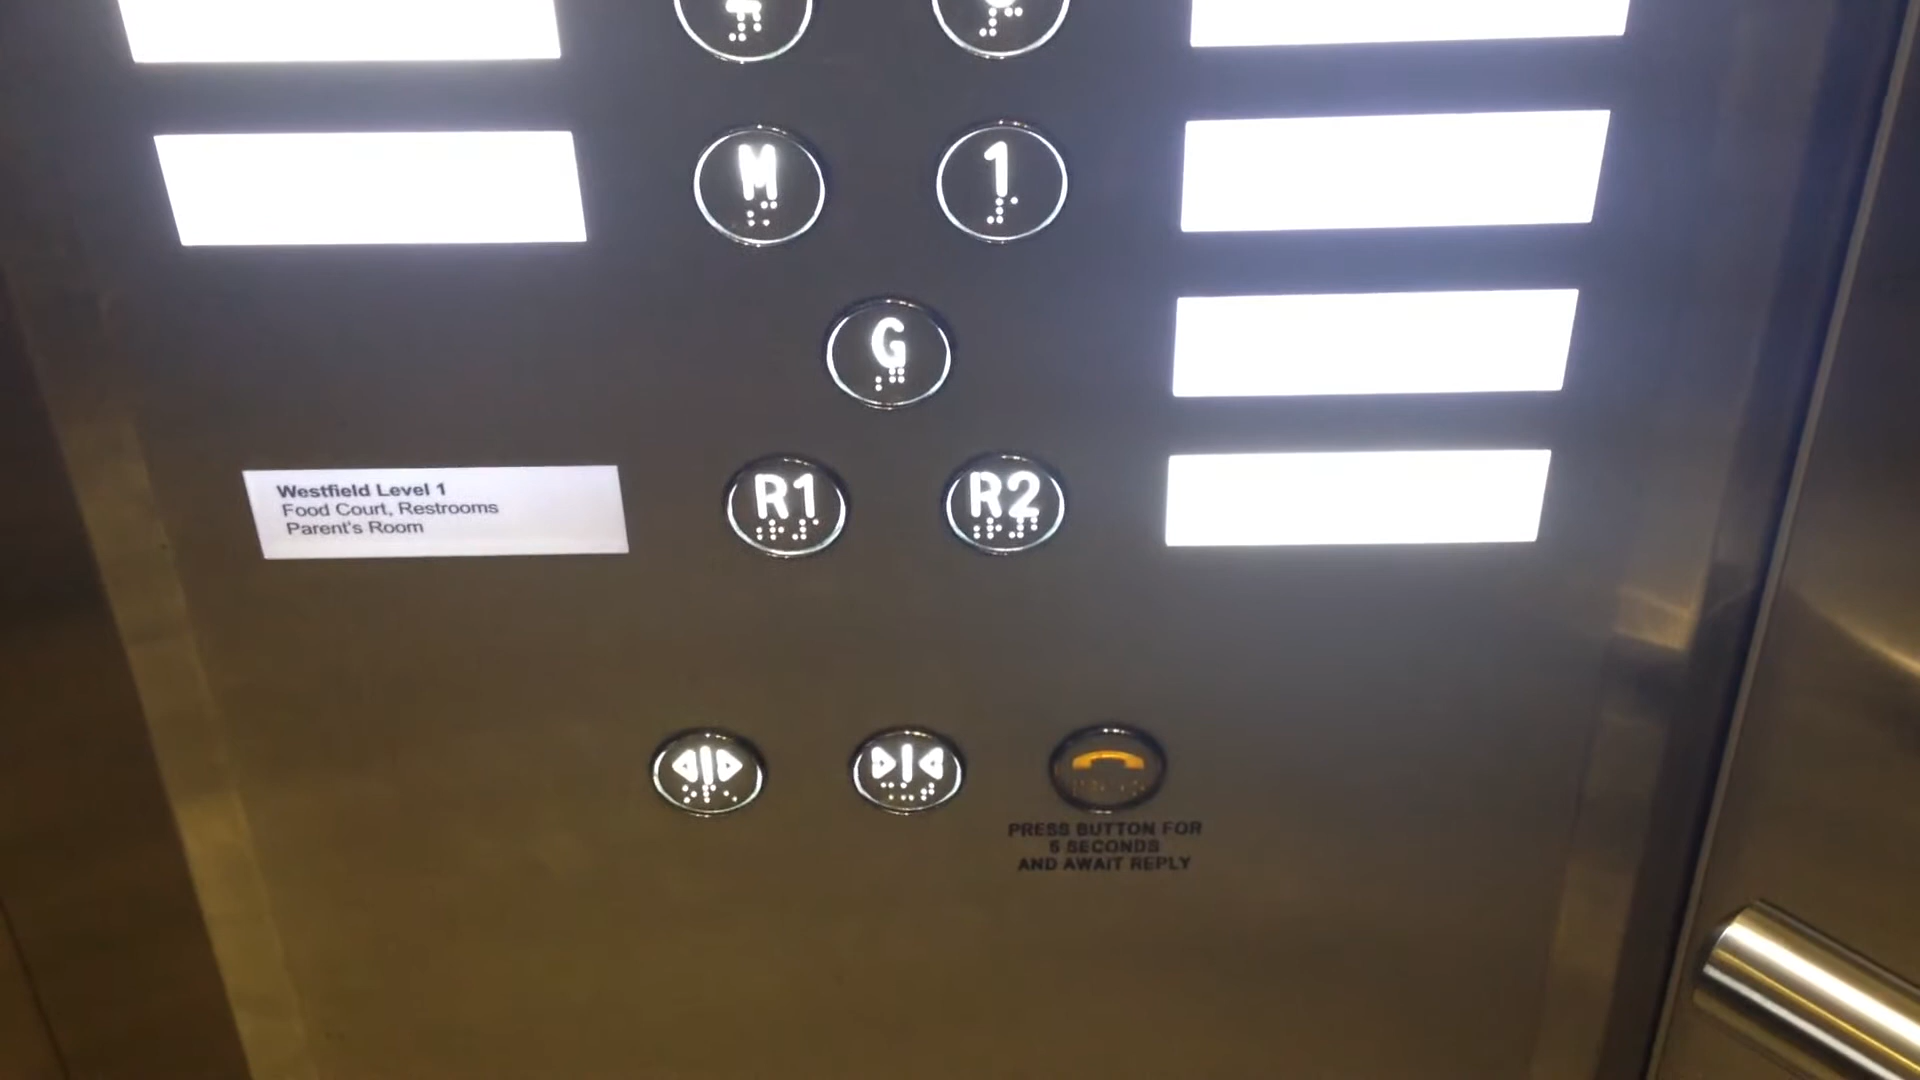 M
1
G
Westfield Level 1
Food Court, Restrooms
Parent's Room
R1
R2
PRESS BUTTON FOR
5 SECONDS
AND AWAIT REPLY